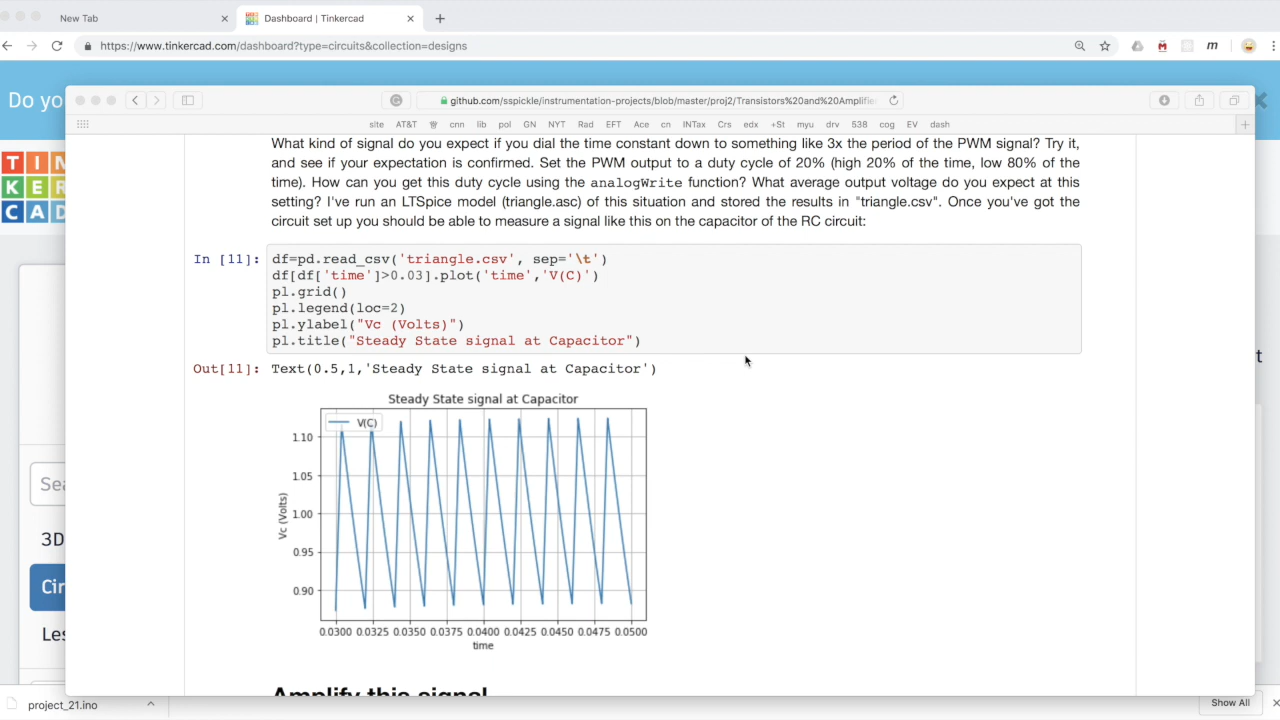 New Tab
Dashboard | Tinkercad
https://www.tinkercad.com/dashboard?type=circuits&collection=designs
m
Do yo
github.com/sspickle/instrumentation-projects/blob/master/proj2/Transistors%20and%20Amplifie
site AT&T cnn lib pol GN NYT Rad EFT Ace cn INTax Crs edx +St myu drv 538 cog EV dash
TIN
KER
CAD
What kind of signal do you expect if you dial the time constant down to something like 3x the period of the PWM signal? Try it,
and see if your expectation is confirmed. Set the PWM output to a duty cycle of 20% (high 20% of the time, low 80% of the
time). How can you get this duty cycle using the analogWrite function? What average output voltage do you expect at this
setting? I've run an LTSpice model (triangle.asc) of this situation and stored the results in "triangle.csv". Once you've got the
circuit set up you should be able to measure a signal like this on the capacitor of the RC circuit:
In [11]: df=pd.read_csv('triangle.csv', sep='\t')
df[df['time']>0.03].plot('time','V(C)')
pl.grid()
pl.legend(loc=2)
pl.ylabel("Vc (Volts)")
pl.title("Steady State signal at Capacitor")
Out[11]: Text(0.5,1,'Steady State signal at Capacitor')
Steady State signal at Capacitor
V(C)
1.10
1.05
1.00
0.95
0.90
Vc (Volts)
0.0300 0.0325 0.0350 0.0375 0.0400 0.0425 0.0450 0.0475 0.0500
time
Sea
3D
Cir
Les
t
Amplify this signal
project_21.ino
Show All